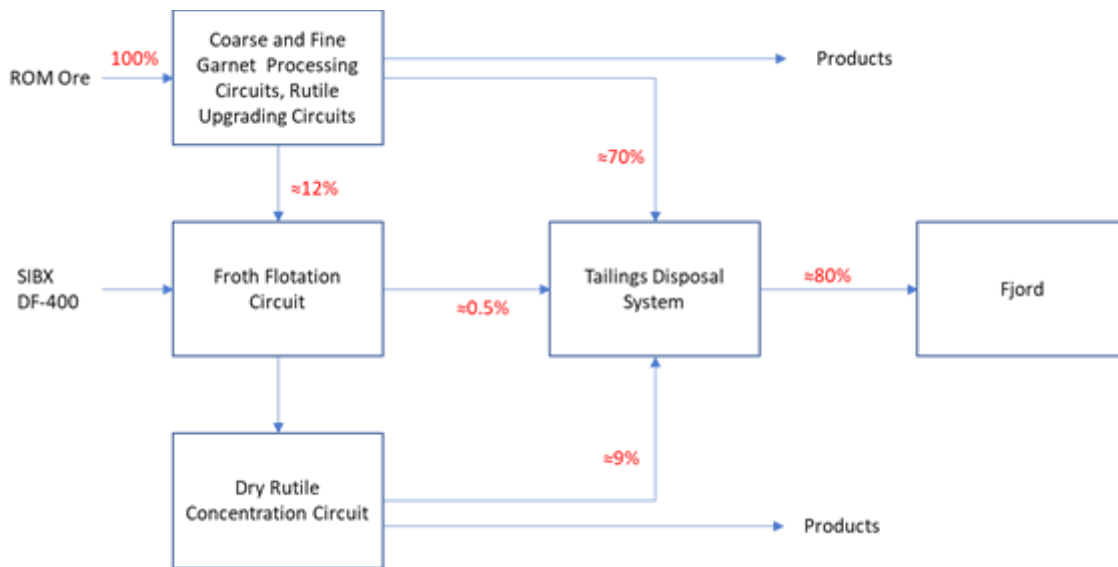 Coarse and Fine
Garnet Processing
Circuits, Rutile
Upgrading Circuits
100%
ROM Ore
Products
≈70%
≈12%
SIBX
DF-400
Froth Flotation
Circuit
≈0.5%
Tailings Disposal
System
≈80%
Fjord
≈9%
Dry Rutile
Concentration Circuit
Products